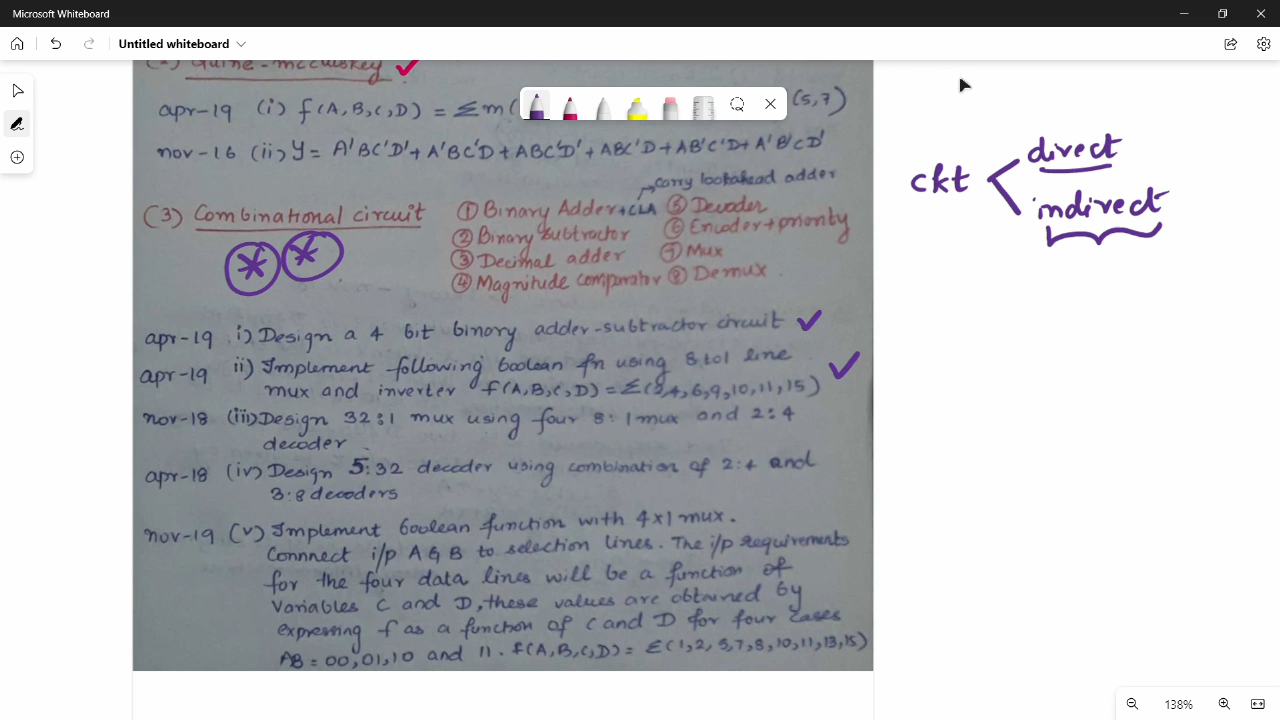 Microsoft Whiteboard
Untitled whiteboard
(2) Quine-mccluskey ✓
apr-19 (i) f(A,B,C,D) = Σm( (5,7)
nov-16 (ii) Y = A'BC'D' + A'BC'D + ABC'D' + ABC'D + AB'C'D + A'B'CD'
carry lookahead adder
(3) Combinational circuit
① Binary Adder + CLA ⑤ Decoder
② Binary subtractor ⑥ Encoder + priority
③ Decimal adder ⑦ Mux
④ Magnitude comparator ⑧ Demux
apr-19 i) Design a 4 bit binary adder-subtractor circuit ✓
apr-19 ii) Implement following boolean fn using 8 to 1 line ✓
mux and inverter f(A,B,C,D) = Σ(2,4,6,9,10,11,15)
nov-18 (iii) Design 32:1 mux using four 8:1 mux and 2:4
decoder
apr-18 (iv) Design 5:32 decoder using combination of 2:4 and
3:8 decoders
nov-19 (v) Implement boolean function with 4x1 mux.
Connnect i/p A & B to selection lines. The i/p requirements
for the four data lines will be a function of
variables C and D, these values are obtained by
expressing f as a function of C and D for four cases
AB = 00,01,10 and 11. f(A,B,C,D) = Σ(1,2,5,7,8,10,11,13,15)
ckt
direct
indirect
138%